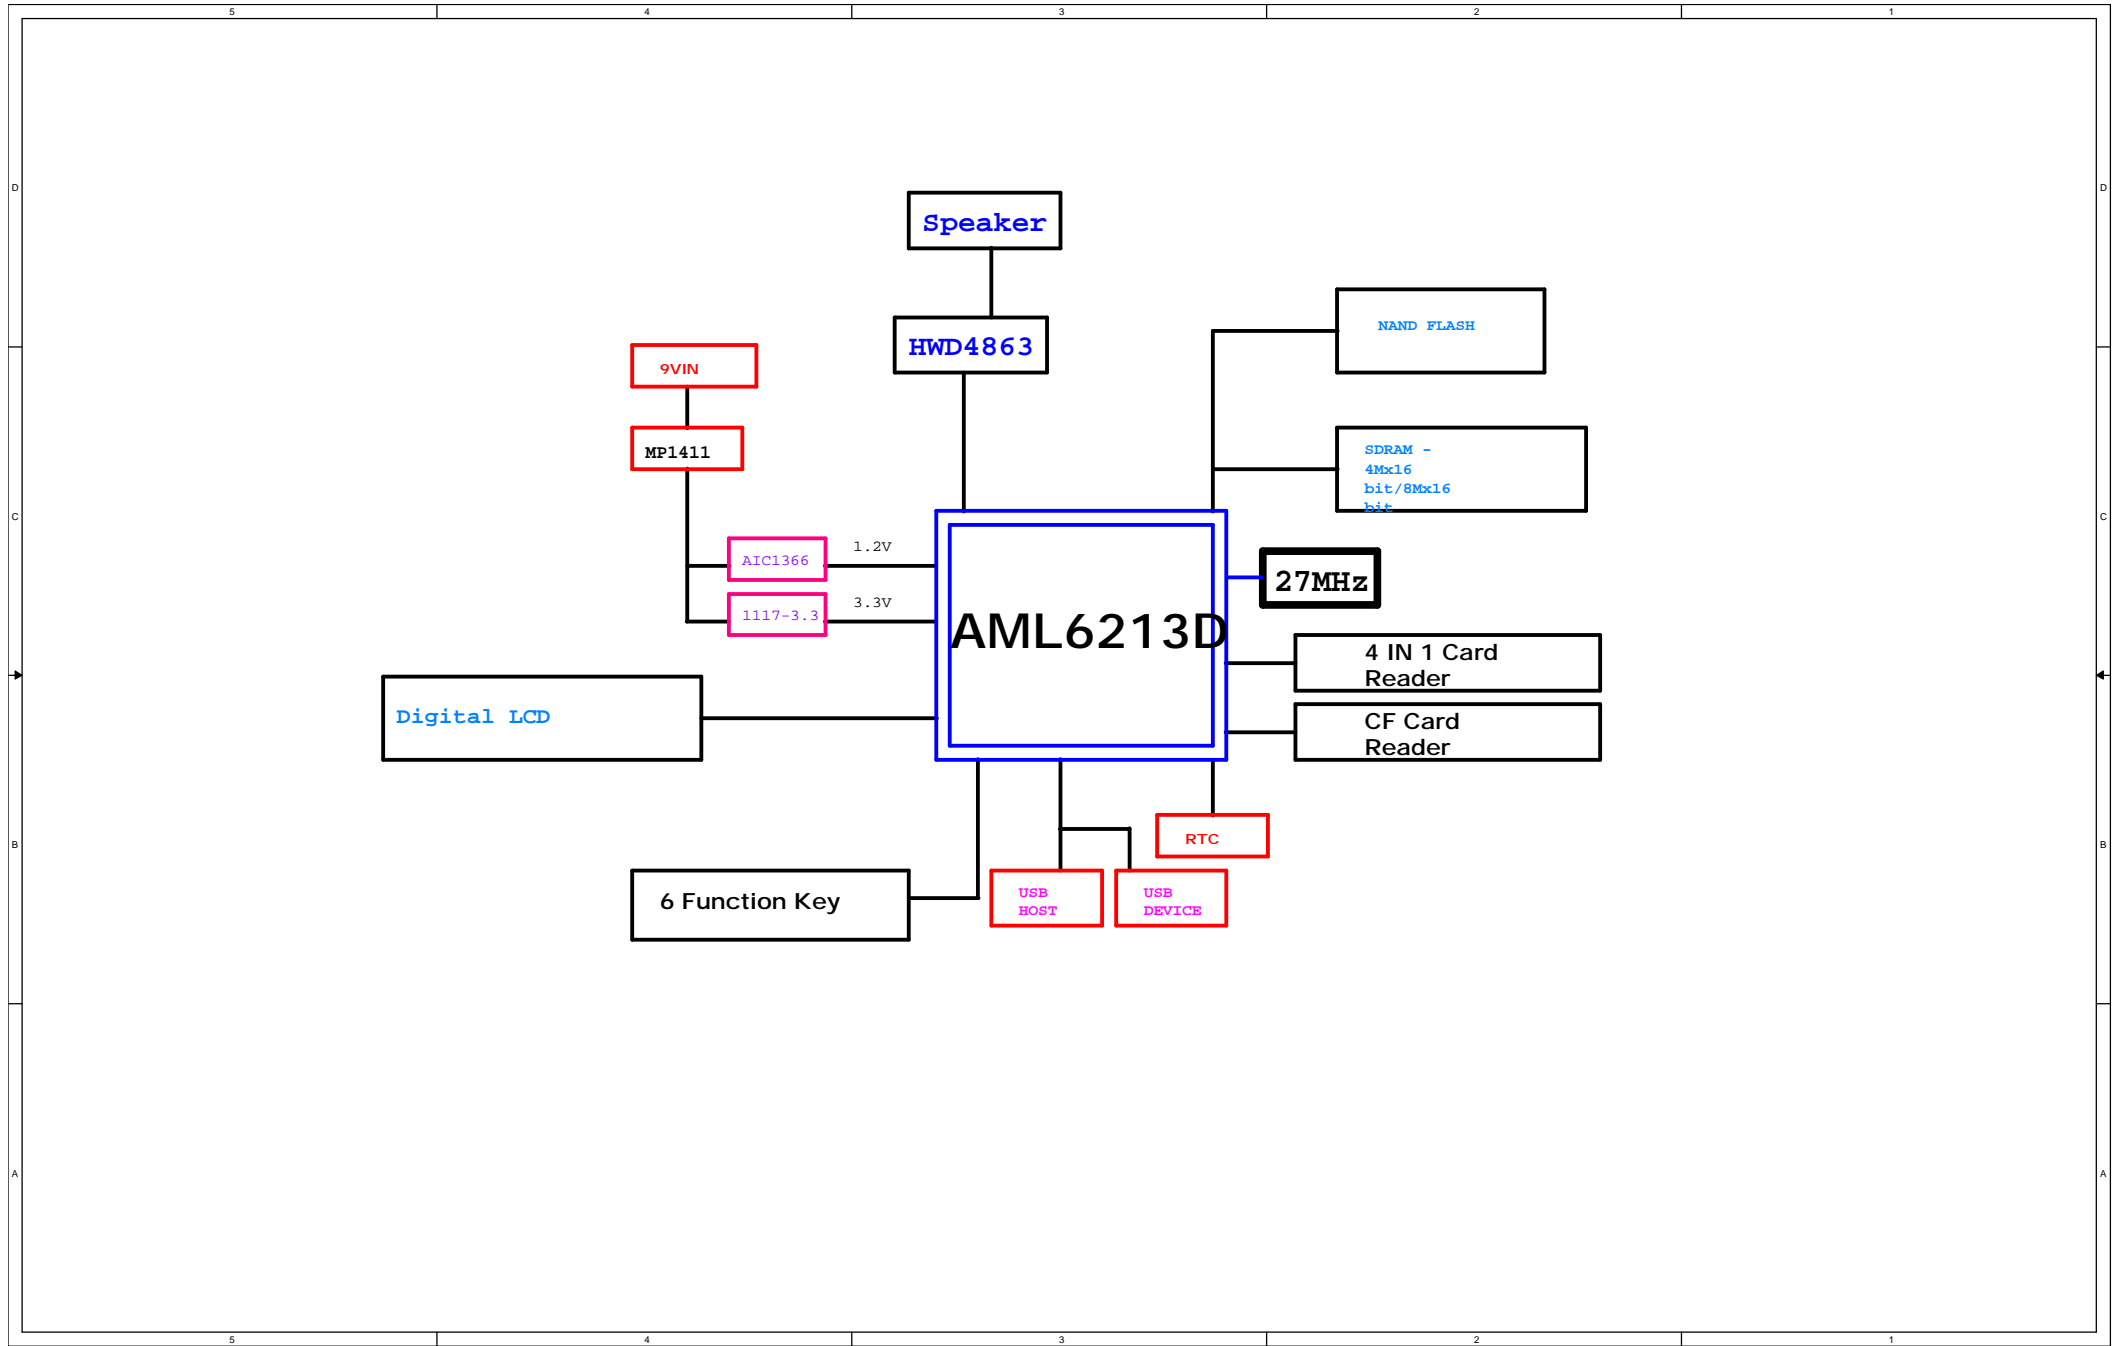 5 4 3 2 1
D D
Speaker
NAND FLASH
HWD4863
9VIN
MP1411
SDRAM -
4Mx16
bit/8Mx16
bit
C C
1.2V
AIC1366
27MHz
3.3V
1117-3.3
AML6213D
4 IN 1 Card
Reader
Digital LCD
CF Card
Reader
RTC
B B
6 Function Key
USB
HOST
USB
DEVICE
A A
5 4 3 2 1